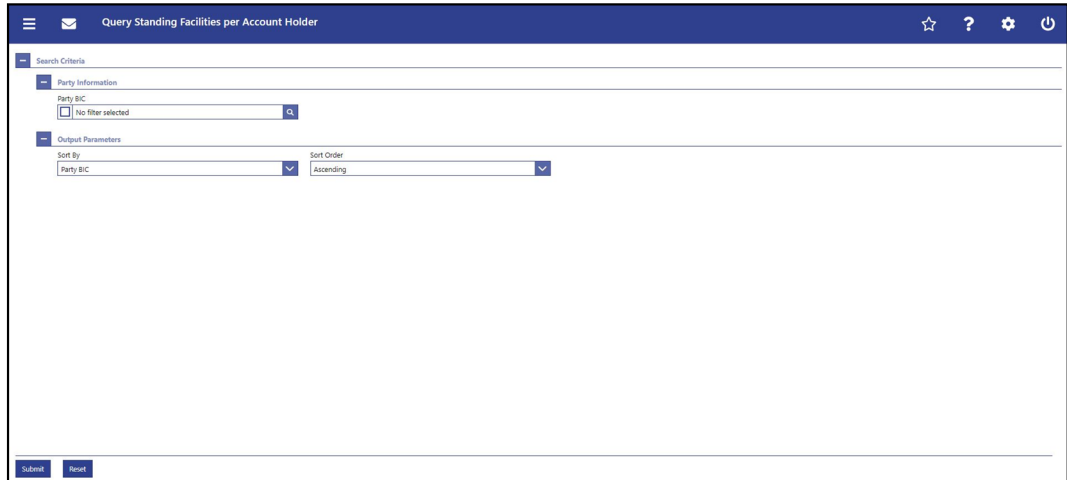 Query Standing Facilities per Account Holder
Search Criteria
Party Information
Party BIC
No filter selected
Output Parameters
Sort By Sort Order
Party BIC Ascending
Submit Reset